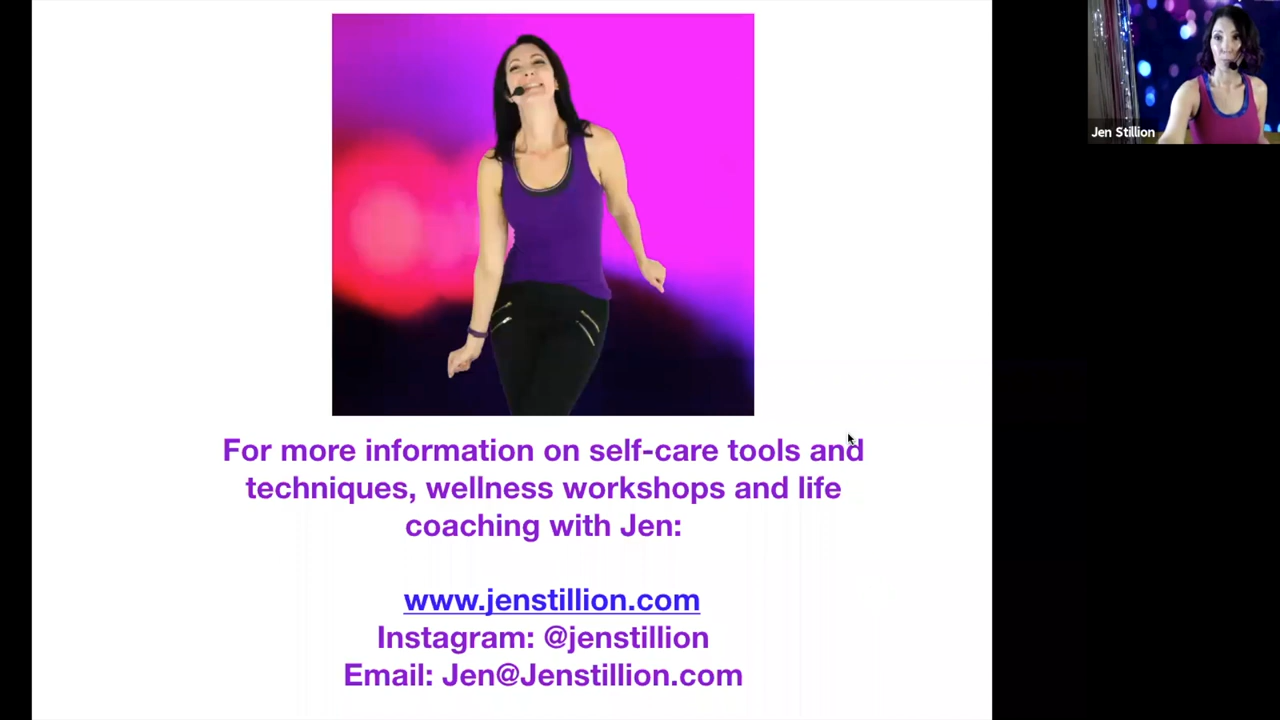 Jen Stillion
For more information on self-care tools and
techniques, wellness workshops and life
coaching with Jen:
www.jenstillion.com
Instagram: @jenstillion
Email: Jen@Jenstillion.com